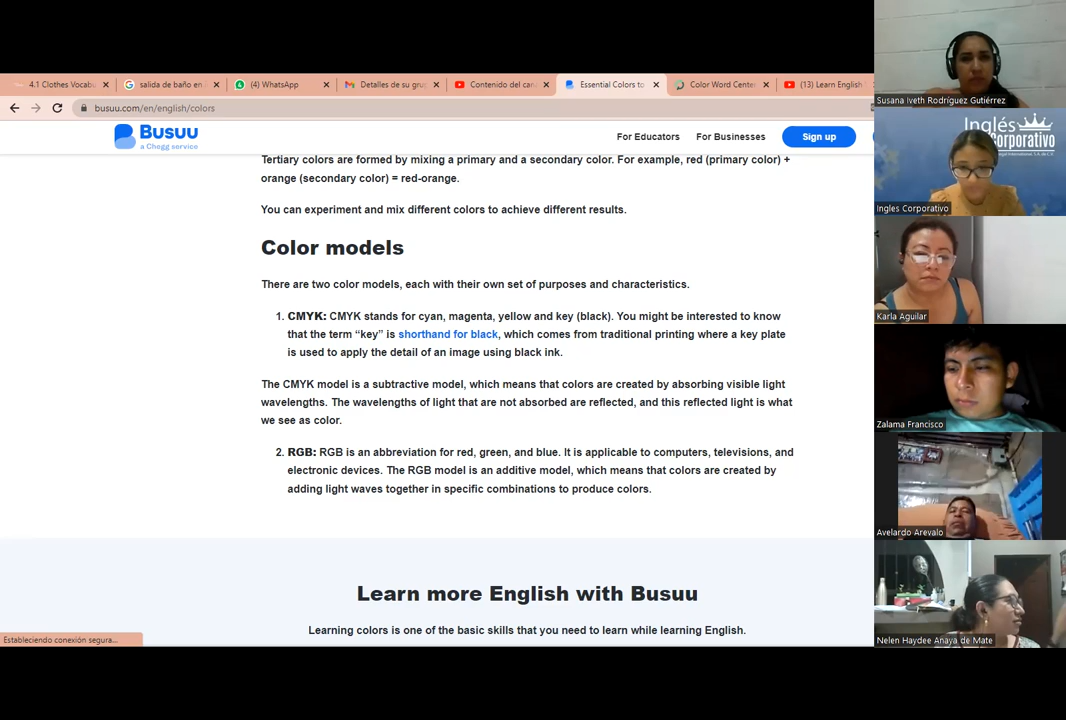 4.1 Clothes Vocabu
salida de baño en
(4) WhatsApp
Detalles de su gru
Contenido del car
Essential Colors to
Color Word Cente
(13) Learn English
busuu.com/en/english/colors
Busuu
a Chegg service
For Educators
For Businesses
Sign up
Tertiary colors are formed by mixing a primary and a secondary color. For example, red (primary color) +
orange (secondary color) = red-orange.
You can experiment and mix different colors to achieve different results.
Color models
There are two color models, each with their own set of purposes and characteristics.
1. CMYK: CMYK stands for cyan, magenta, yellow and key (black). You might be interested to know
that the term “key” is shorthand for black, which comes from traditional printing where a key plate
is used to apply the detail of an image using black ink.
The CMYK model is a subtractive model, which means that colors are created by absorbing visible light
wavelengths. The wavelengths of light that are not absorbed are reflected, and this reflected light is what
we see as color.
2. RGB: RGB is an abbreviation for red, green, and blue. It is applicable to computers, televisions, and
electronic devices. The RGB model is an additive model, which means that colors are created by
adding light waves together in specific combinations to produce colors.
Learn more English with Busuu
Learning colors is one of the basic skills that you need to learn while learning English.
Estableciendo conexión segura...
Susana Iveth Rodríguez Gutiérrez
Inglés
Corporativo
Ingles Corporativo
Karla Aguilar
Zalama Francisco
Avelardo Arevalo
Nelen Haydee Anaya de Mate